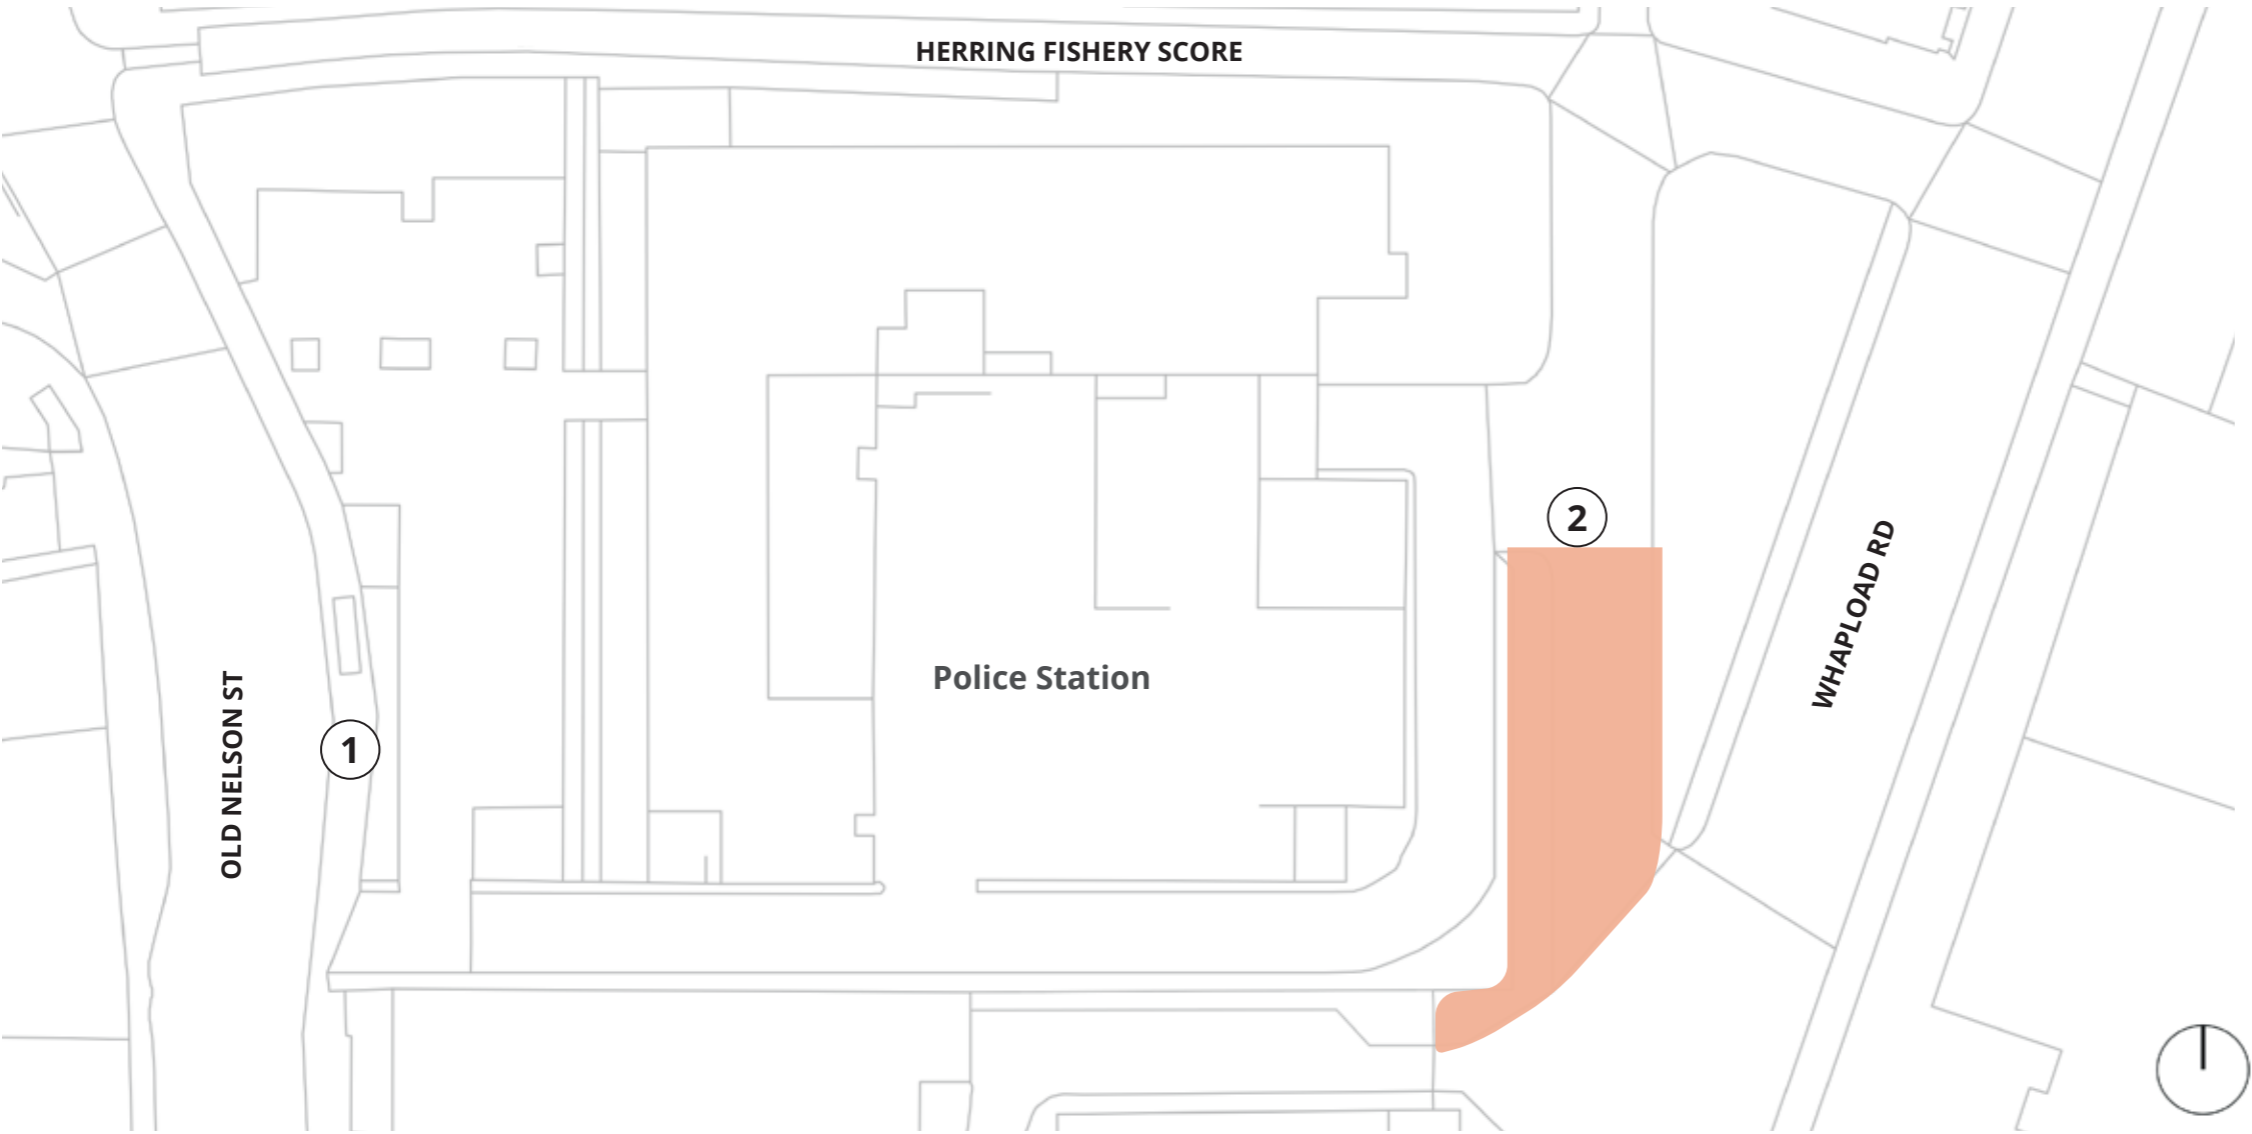 HERRING FISHERY SCORE
2
WHAPLOAD RD
Police Station
OLD NELSON ST
1